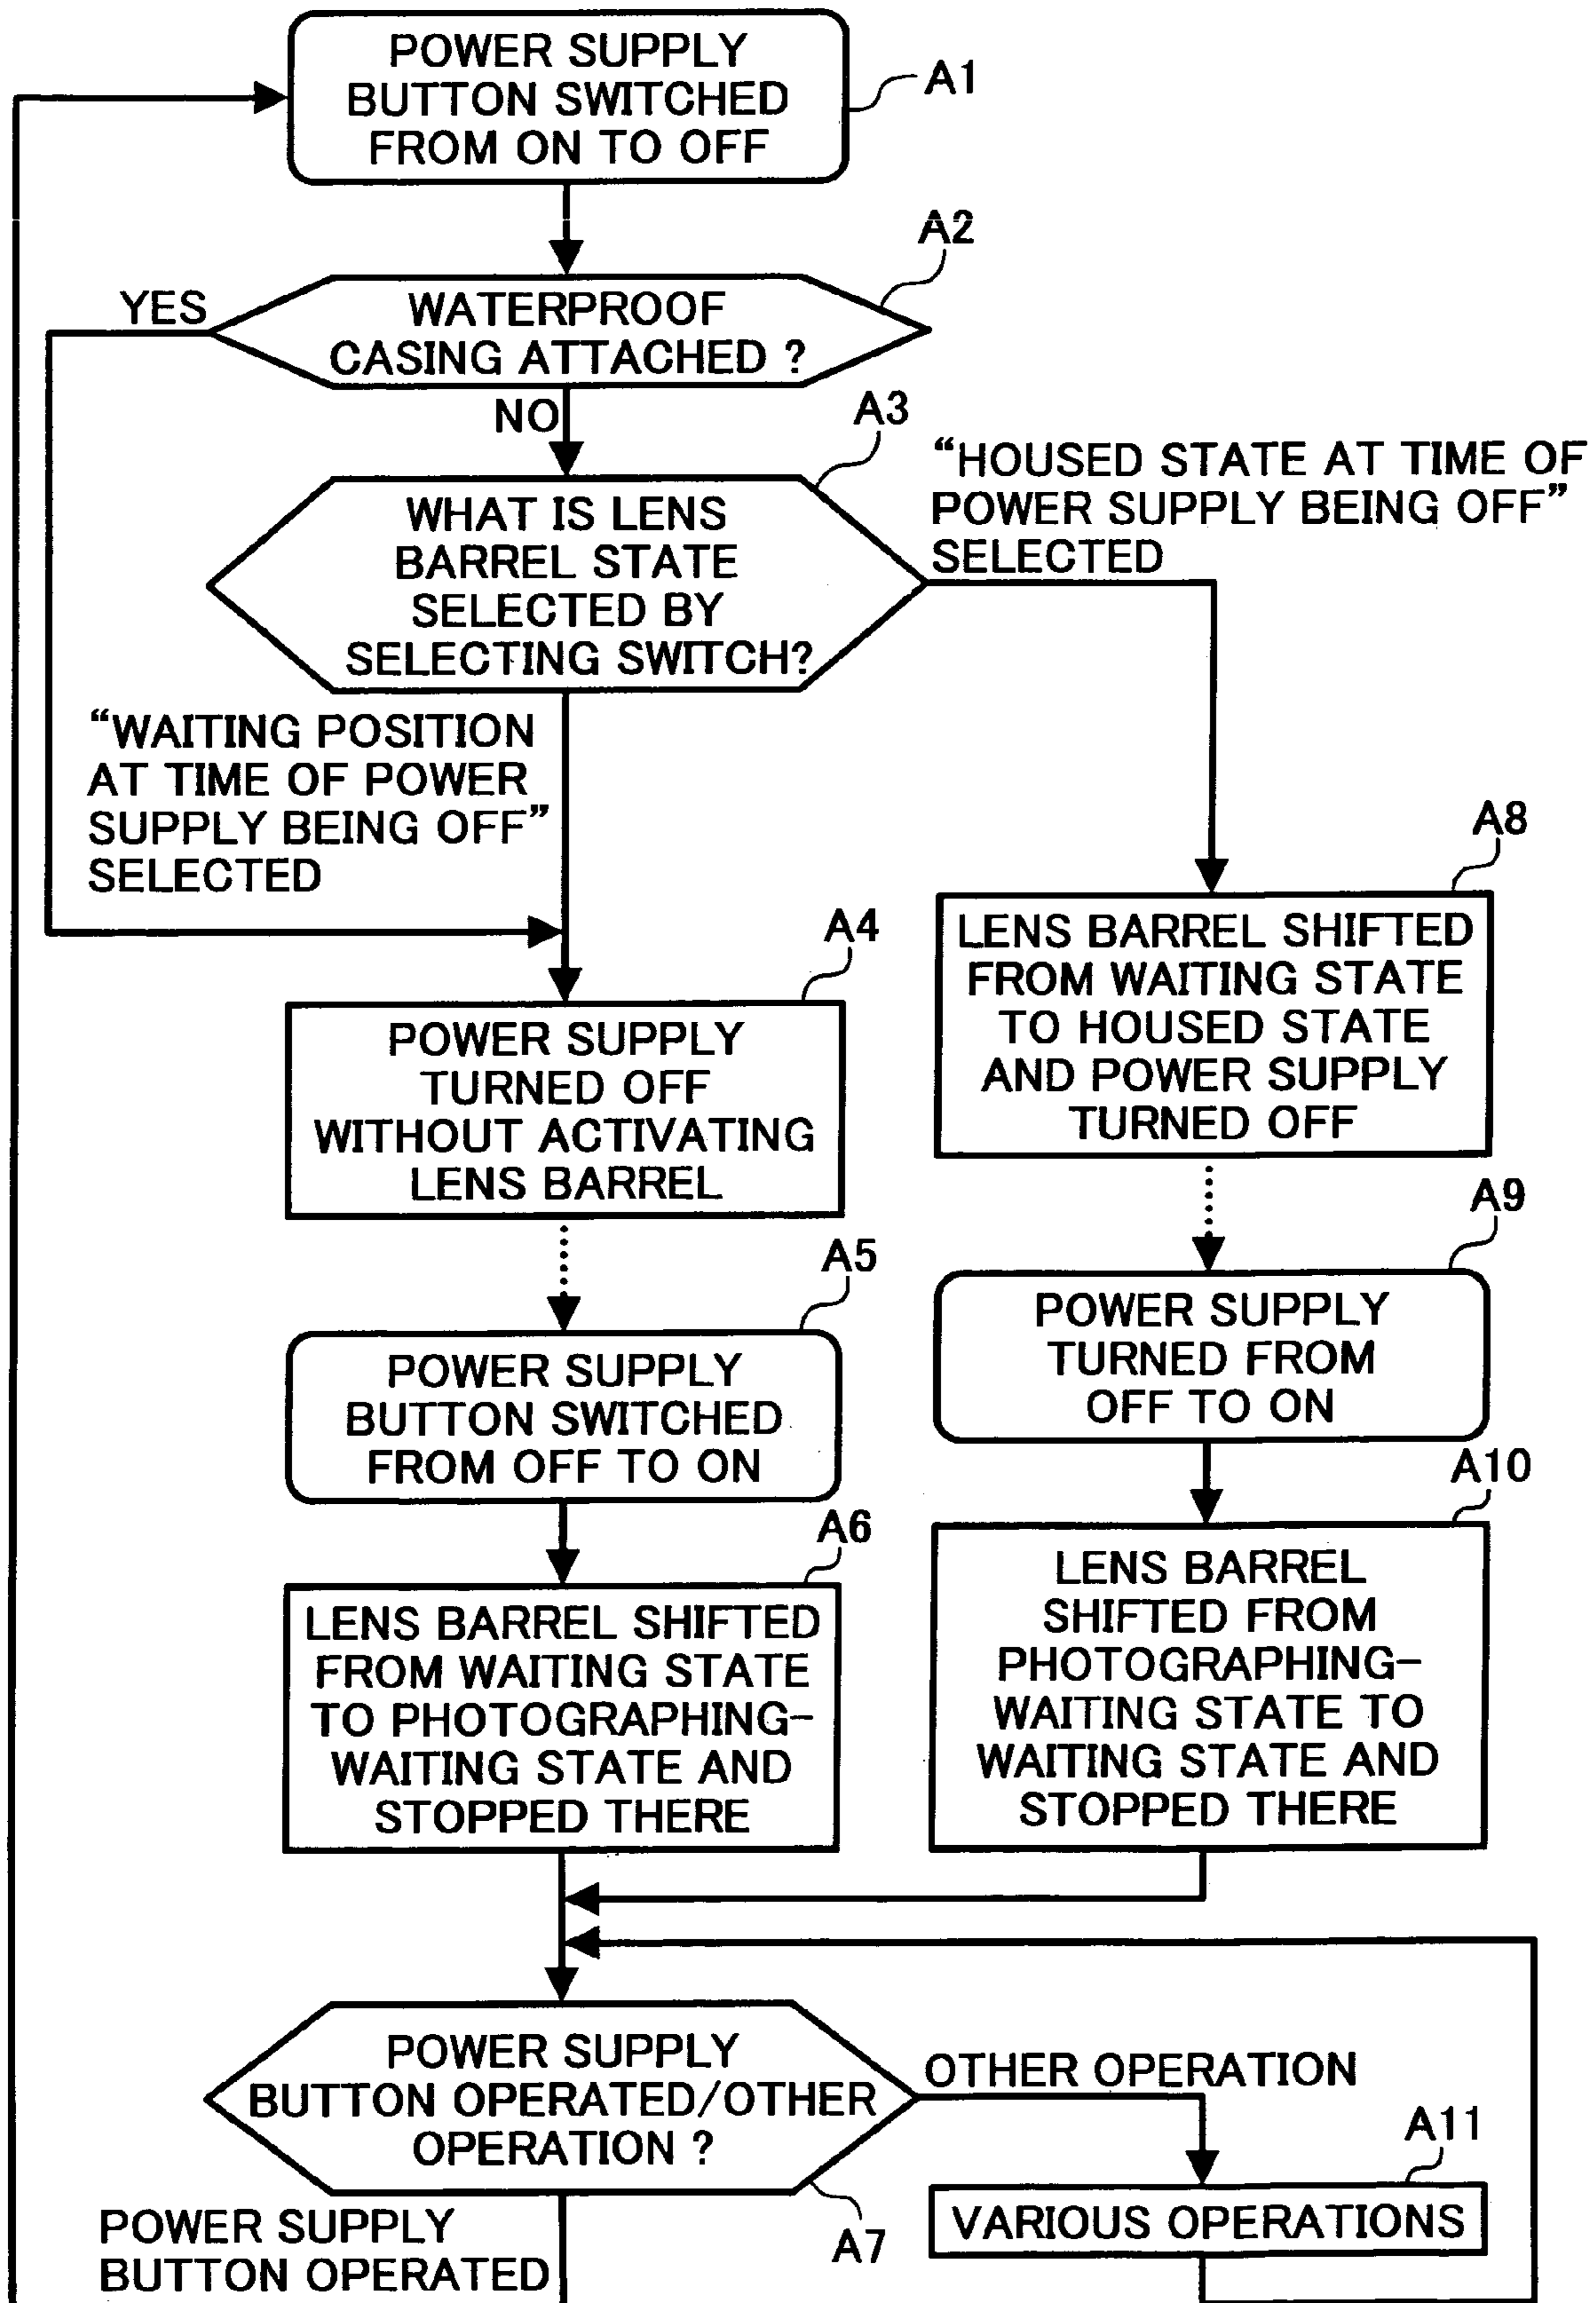 POWER SUPPLY
BUTTON SWITCHED
FROM ON TO OFF
A1
A2
YES
WATERPROOF
CASING ATTACHED ?
NO
A3
"HOUSED STATE AT TIME OF
POWER SUPPLY BEING OFF"
SELECTED
WHAT IS LENS
BARREL STATE
SELECTED BY
SELECTING SWITCH?
“WAITING POSITION
AT TIME OF POWER
SUPPLY BEING OFF”
SELECTED
A4
POWER SUPPLY
TURNED OFF
WITHOUT ACTIVATING
LENS BARREL
A8
LENS BARREL SHIFTED
FROM WAITING STATE
TO HOUSED STATE
AND POWER SUPPLY
TURNED OFF
A5
POWER SUPPLY
BUTTON SWITCHED
FROM OFF TO ON
A9
POWER SUPPLY
TURNED FROM
OFF TO ON
A6
LENS BARREL SHIFTED
FROM WAITING STATE
TO PHOTOGRAPHING-
WAITING STATE AND
STOPPED THERE
A10
LENS BARREL
SHIFTED FROM
PHOTOGRAPHING-
WAITING STATE TO
WAITING STATE AND
STOPPED THERE
POWER SUPPLY
BUTTON OPERATED/OTHER
OPERATION ?
A7
OTHER OPERATION
A11
VARIOUS OPERATIONS
POWER SUPPLY
BUTTON OPERATED